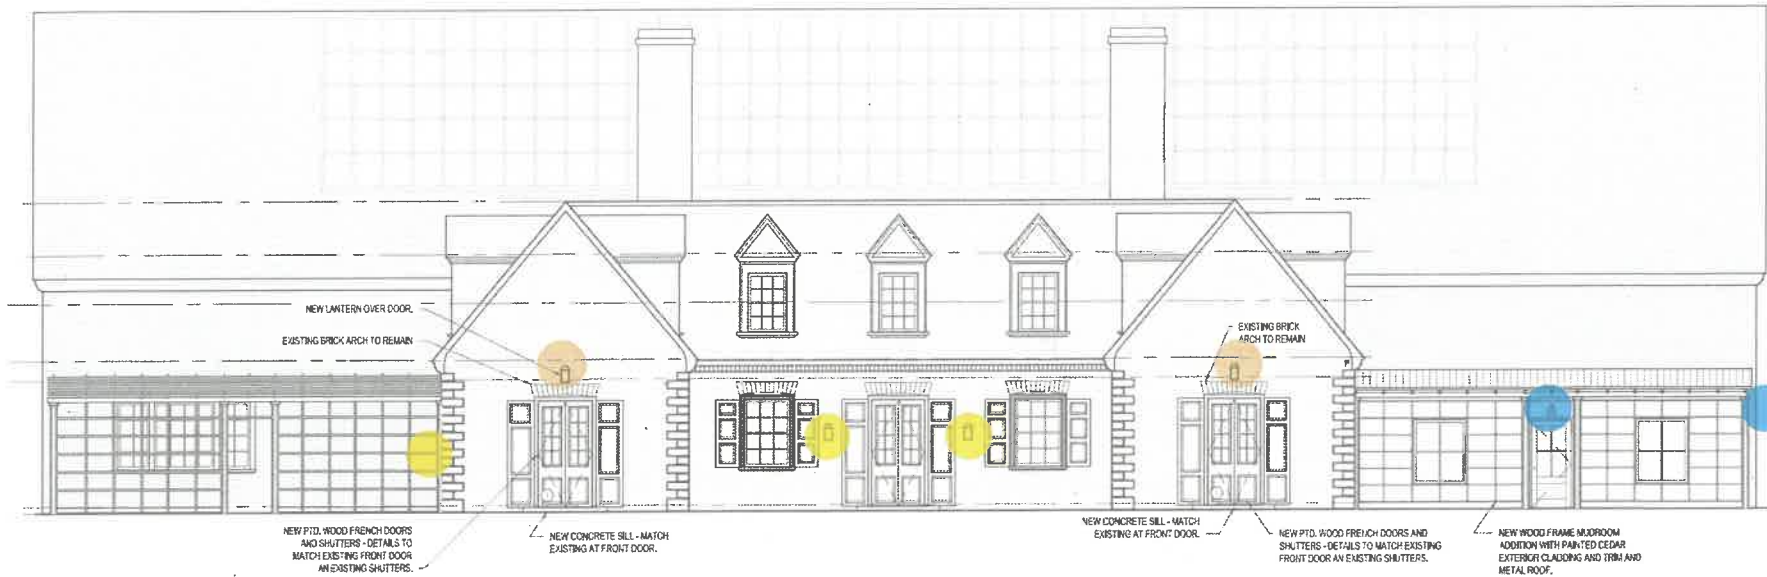 NEW LANTERN OVER DOOR.
EXISTING BRICK ARCH TO REMAIN
EXISTING BRICK
ARCH TO REMAIN
NEW PTD. WOOD FRENCH DOORS
AND SHUTTERS - DETAILS TO
MATCH EXISTING FRONT DOOR
AN EXISTING SHUTTERS.
NEW CONCRETE SILL - MATCH
EXISTING AT FRONT DOOR.
NEW CONCRETE SILL - MATCH
EXISTING AT FRONT DOOR.
NEW PTD. WOOD FRENCH DOORS AND
SHUTTERS - DETAILS TO MATCH EXISTING
FRONT DOOR AN EXISTING SHUTTERS.
NEW WOOD FRAME MUDROOM
ADDITION WITH PAINTED CEDAR
EXTERIOR CLADDING AND TRIM AND
METAL ROOF.